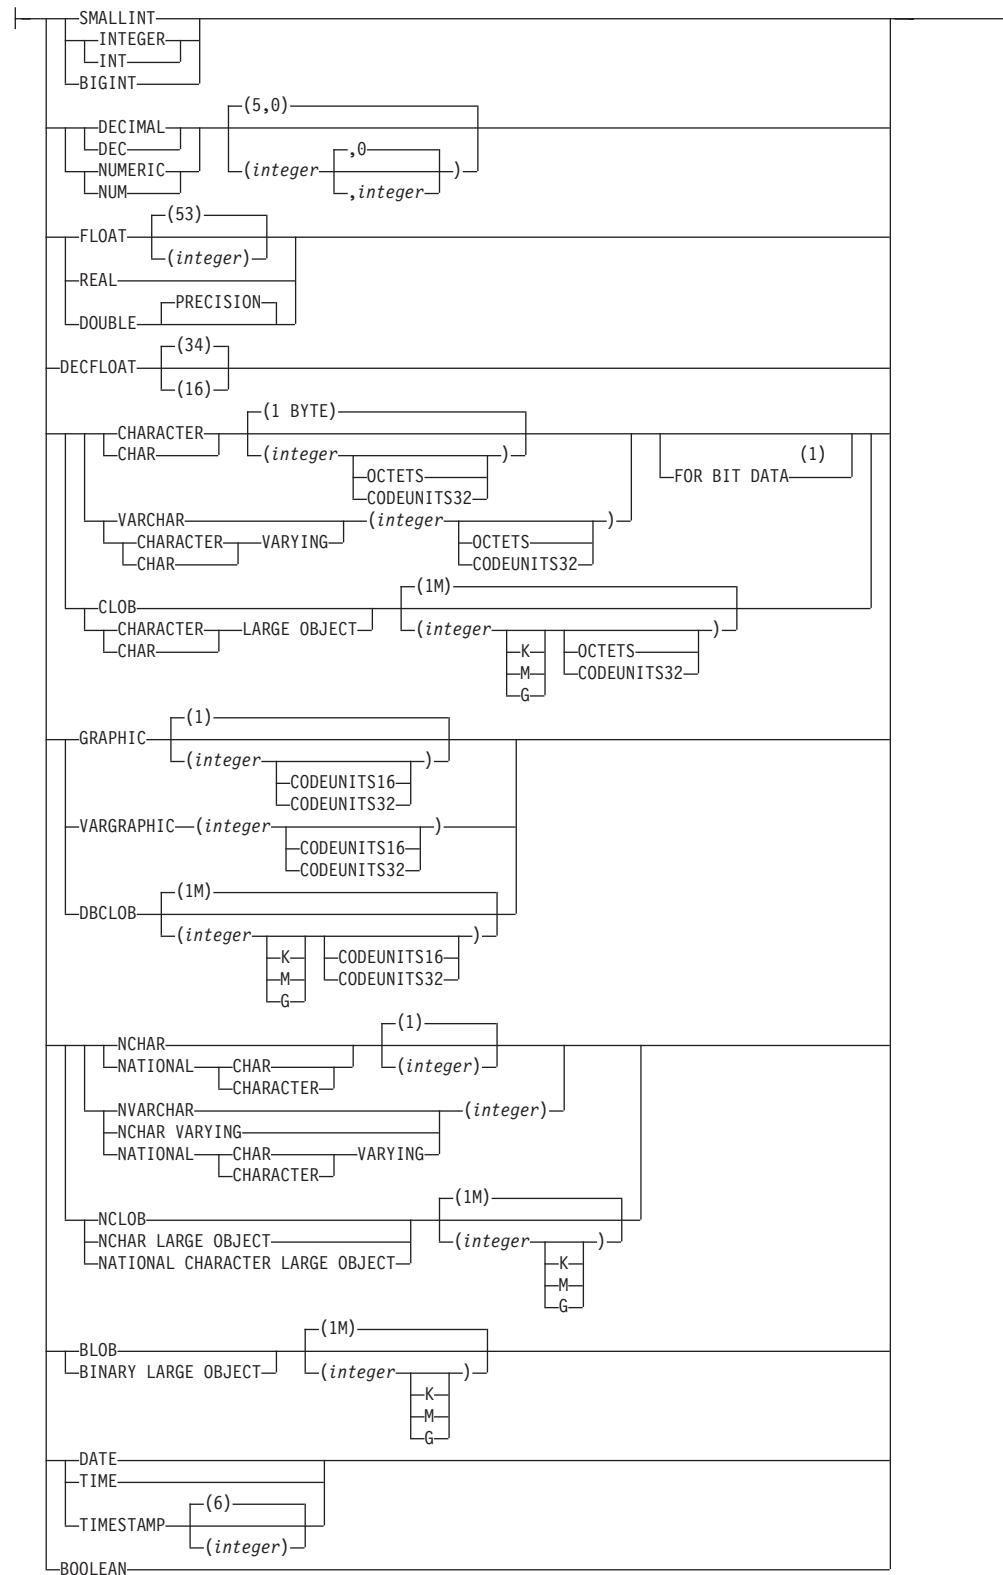 SMALLINT
INTEGER
INT
BIGINT
(5,0)
DECIMAL
DEC
,0
NUMERIC
(integer )
NUM
,integer
(53)
FLOAT
(integer)
REAL
PRECISION
DOUBLE
(34)
DECFLOAT
(16)
(1 BYTE)
CHARACTER
CHAR
(integer )
(1)
OCTETS
FOR BIT DATA
CODEUNITS32
VARCHAR (integer )
CHARACTER VARYING
OCTETS
CHAR
CODEUNITS32
(1M)
CLOB
CHARACTER LARGE OBJECT
(integer )
CHAR
K OCTETS
M CODEUNITS32
G
(1)
GRAPHIC
(integer )
CODEUNITS16
CODEUNITS32
VARGRAPHIC (integer )
CODEUNITS16
CODEUNITS32
(1M)
DBCLOB
(integer )
K CODEUNITS16
M CODEUNITS32
G
(1)
NCHAR
NATIONAL CHAR
(integer)
CHARACTER
NVARCHAR (integer)
NCHAR VARYING
NATIONAL CHAR VARYING
CHARACTER
(1M)
NCLOB
NCHAR LARGE OBJECT
(integer )
NATIONAL CHARACTER LARGE OBJECT
K
M
G
(1M)
BLOB
BINARY LARGE OBJECT
(integer )
K
M
G
DATE
TIME
(6)
TIMESTAMP
(integer)
BOOLEAN